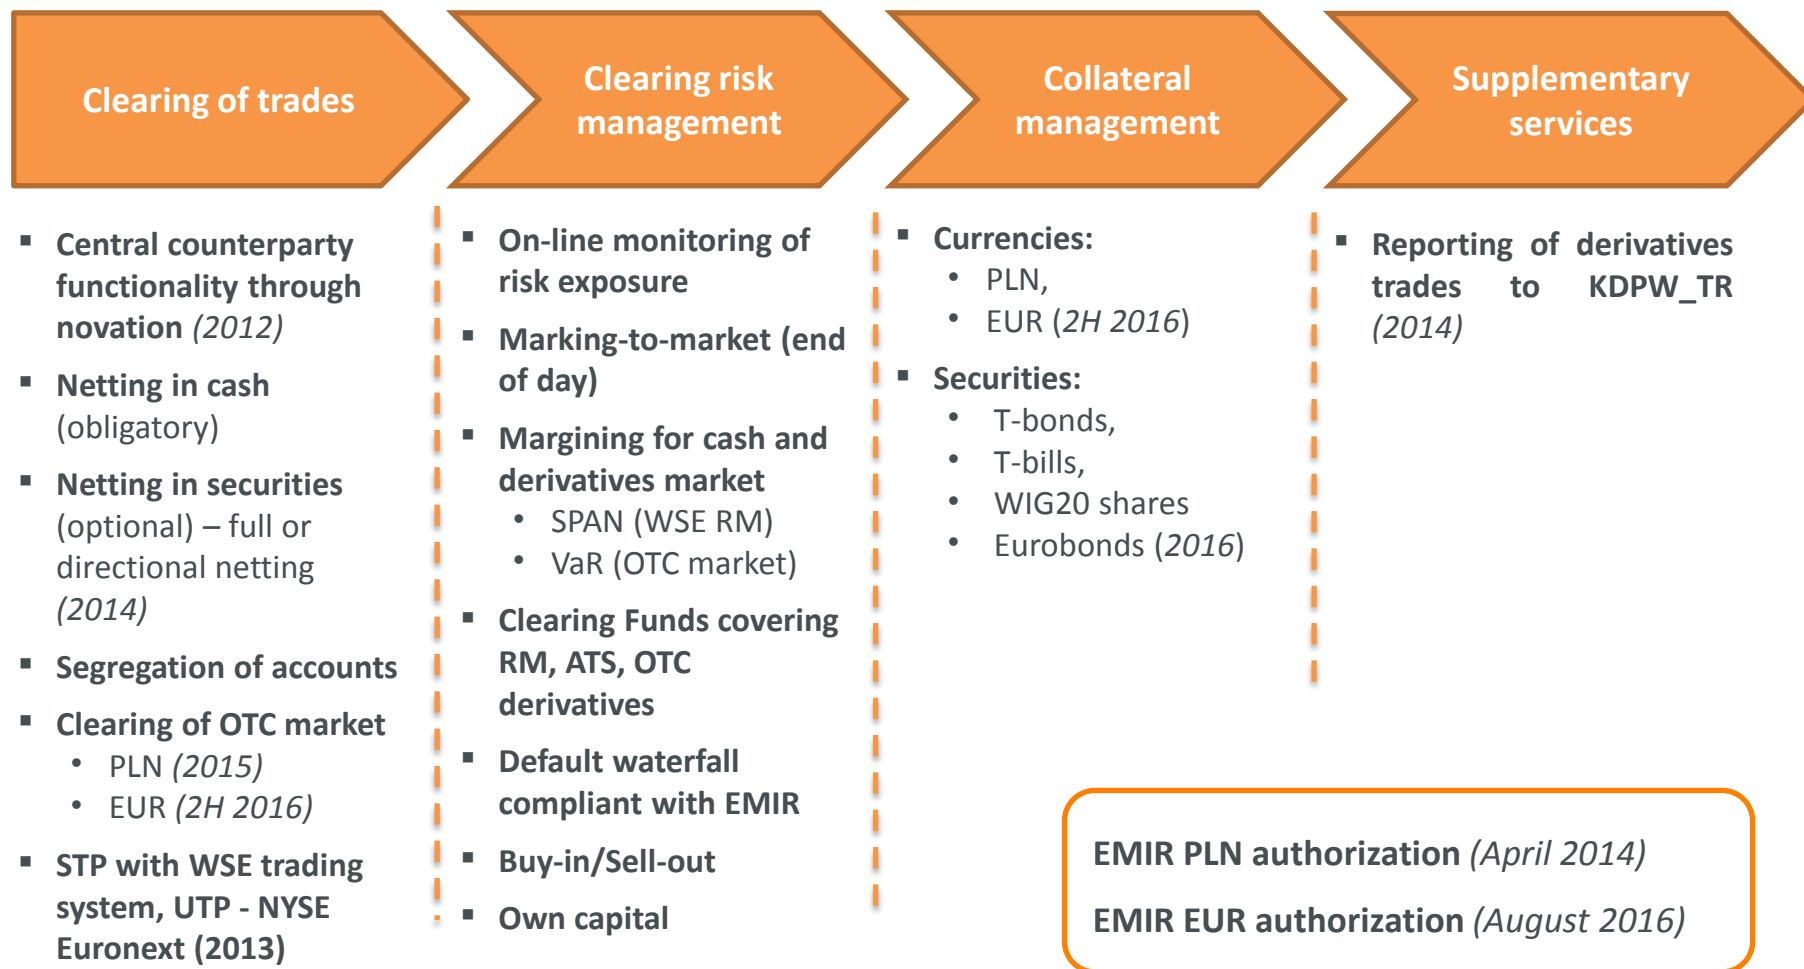 Clearing of trades
Clearing risk
management
Collateral
management
Supplementary
services
▪ Central counterparty
functionality through
novation (2012)
▪ Netting in cash
(obligatory)
▪ Netting in securities
(optional) – full or
directional netting
(2014)
▪ Segregation of accounts
▪ Clearing of OTC market
• PLN (2015)
• EUR (2H 2016)
▪ STP with WSE trading
system, UTP - NYSE
Euronext (2013)
▪ On-line monitoring of
risk exposure
▪ Marking-to-market (end
of day)
▪ Margining for cash and
derivatives market
• SPAN (WSE RM)
• VaR (OTC market)
▪ Clearing Funds covering
RM, ATS, OTC
derivatives
▪ Default waterfall
compliant with EMIR
▪ Buy-in/Sell-out
▪ Own capital
▪ Currencies:
• PLN,
• EUR (2H 2016)
▪ Securities:
• T-bonds,
• T-bills,
• WIG20 shares
• Eurobonds (2016)
▪ Reporting of derivatives
trades to KDPW_TR
(2014)
EMIR PLN authorization (April 2014)
EMIR EUR authorization (August 2016)